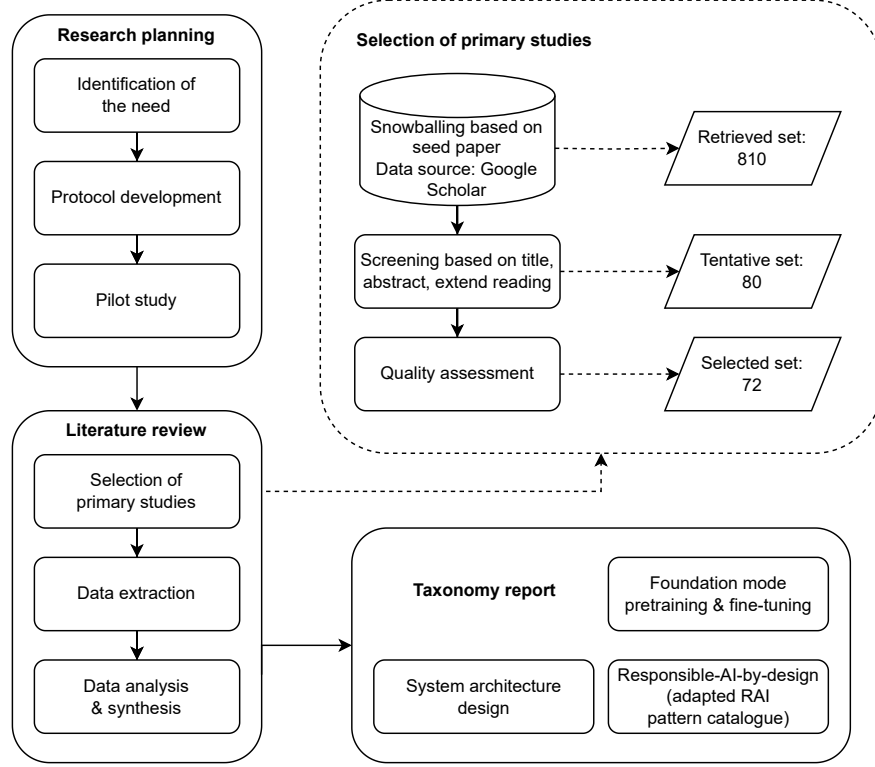 Research planning
Identification of
the need
Protocol development
Pilot study
Literature review
Selection of
primary studies
Data extraction
Data analysis
& synthesis
Selection of primary studies
Snowballing based on
seed paper
Data source: Google
Scholar
Retrieved set:
810
Screening based on title,
abstract, extend reading
Tentative set:
80
Quality assessment
Selected set:
72
Taxonomy report
Foundation mode
pretraining & fine-tuning
System architecture
design
Responsible-AI-by-design
(adapted RAI
pattern catalogue)